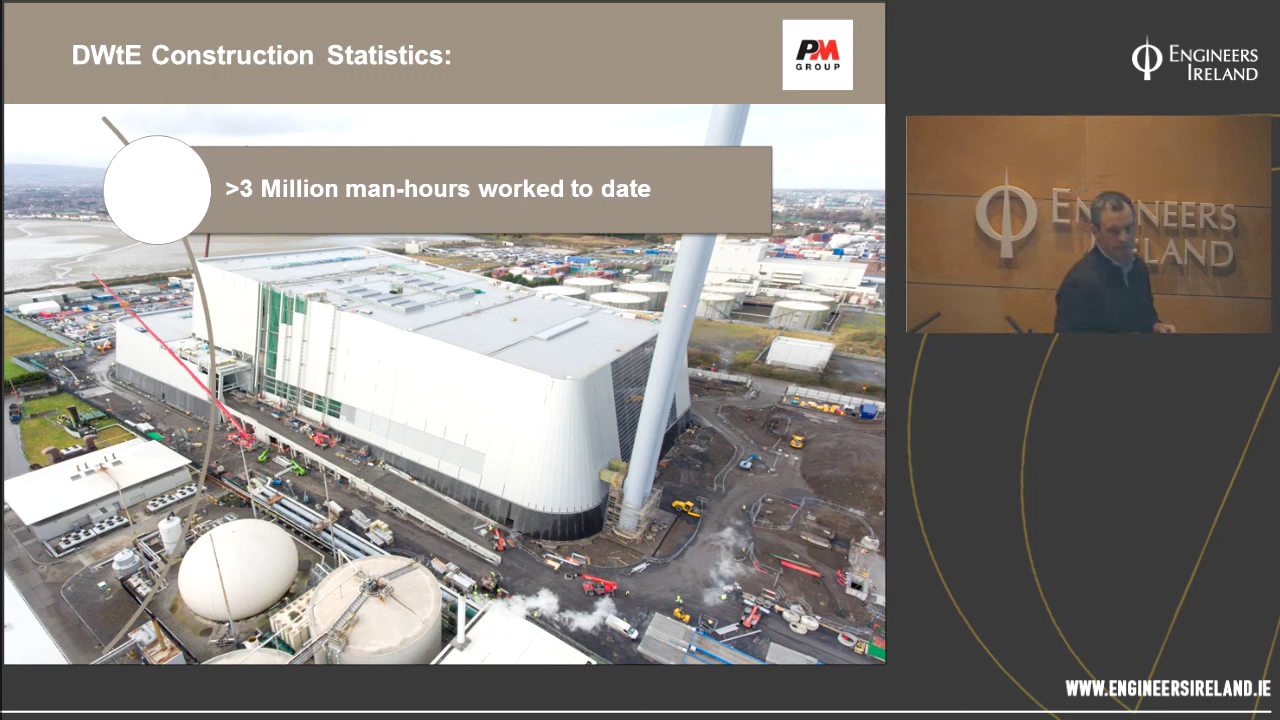 DWtE Construction Statistics:
PM
GROUP
>3 Million man-hours worked to date
ENGINEERS
IRELAND
ENGINEERS
IRELAND
WWW.ENGINEERSIRELAND.IE